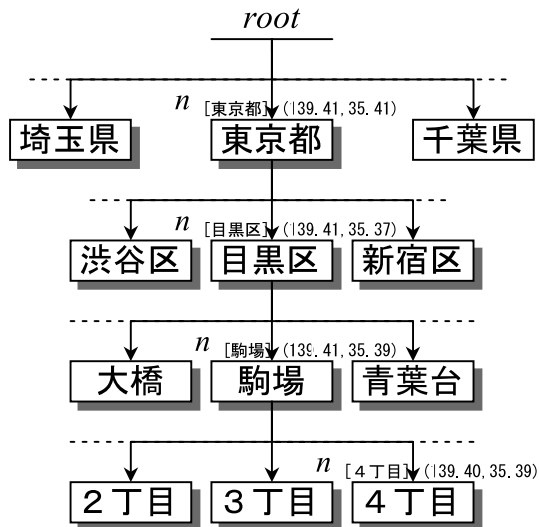 root
n [東京都] (139.41,35.41)
埼玉県 東京都 千葉県
n [目黒区] (139.41,35.37)
渋谷区 目黒区 新宿区
n [駒場] (139.41,35.39)
大橋 駒場 青葉台
n [4丁目] (139.40,35.39)
2丁目 3丁目 4丁目